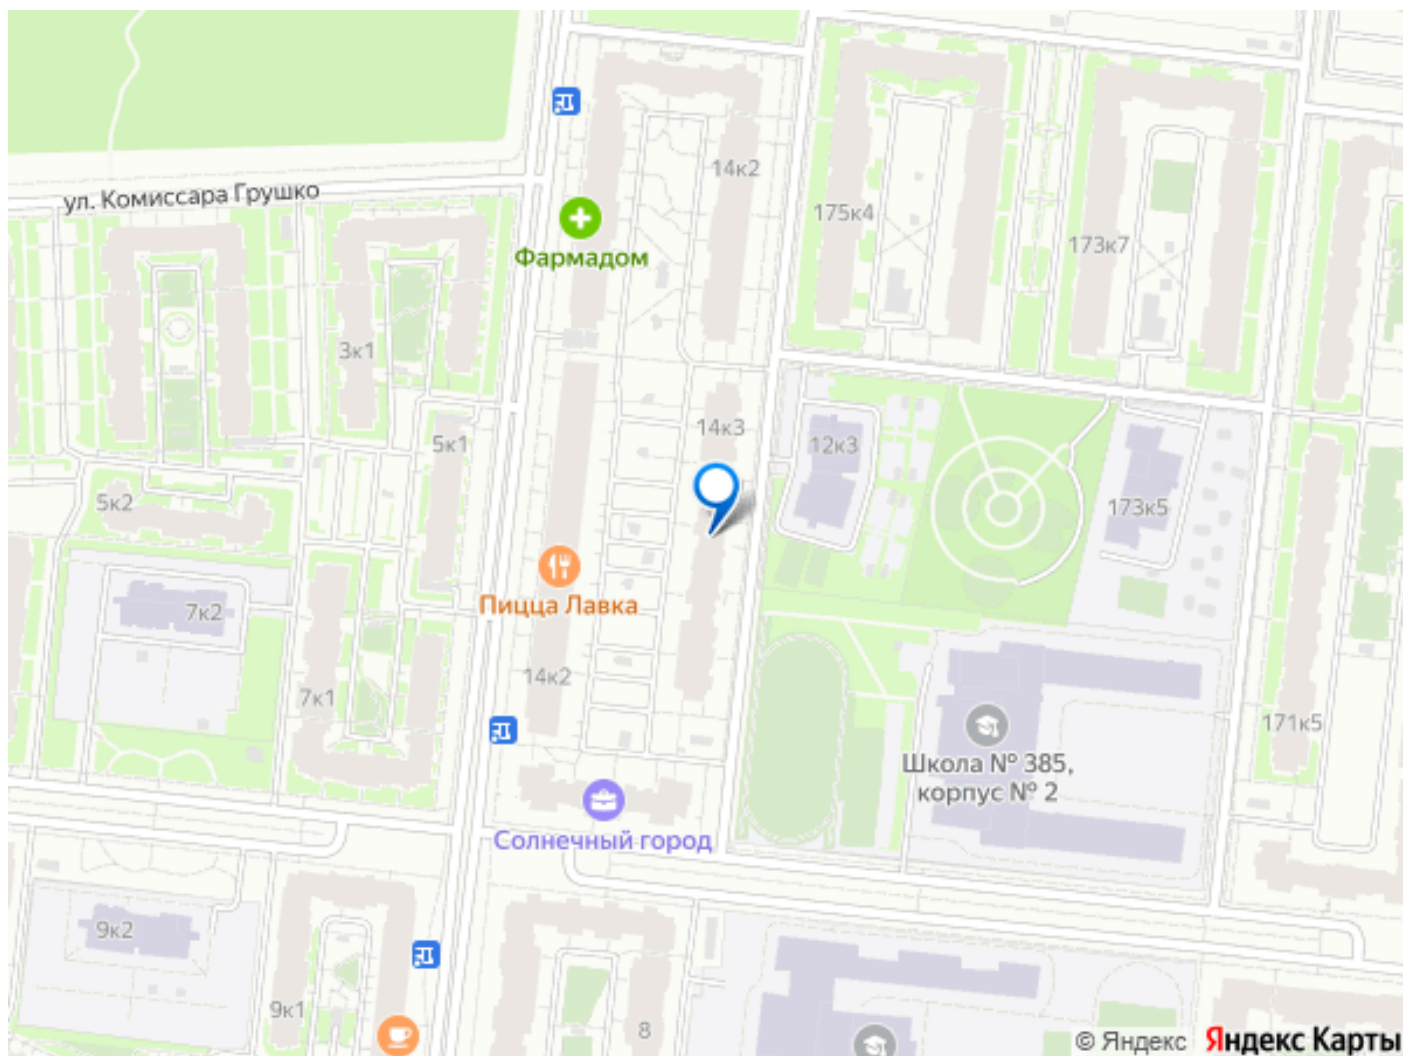 14к2
ул. Комиссара Грушко
175к4
173к7
Фармадом
3к1
14к3
5к1
12к3
5к2
173к5
Пицца Лавка
7к2
14к2
7к1
171к5
Школа № 385,
корпус № 2
Солнечный город
9к2
9к1
8
© Яндекс Яндекс Карты